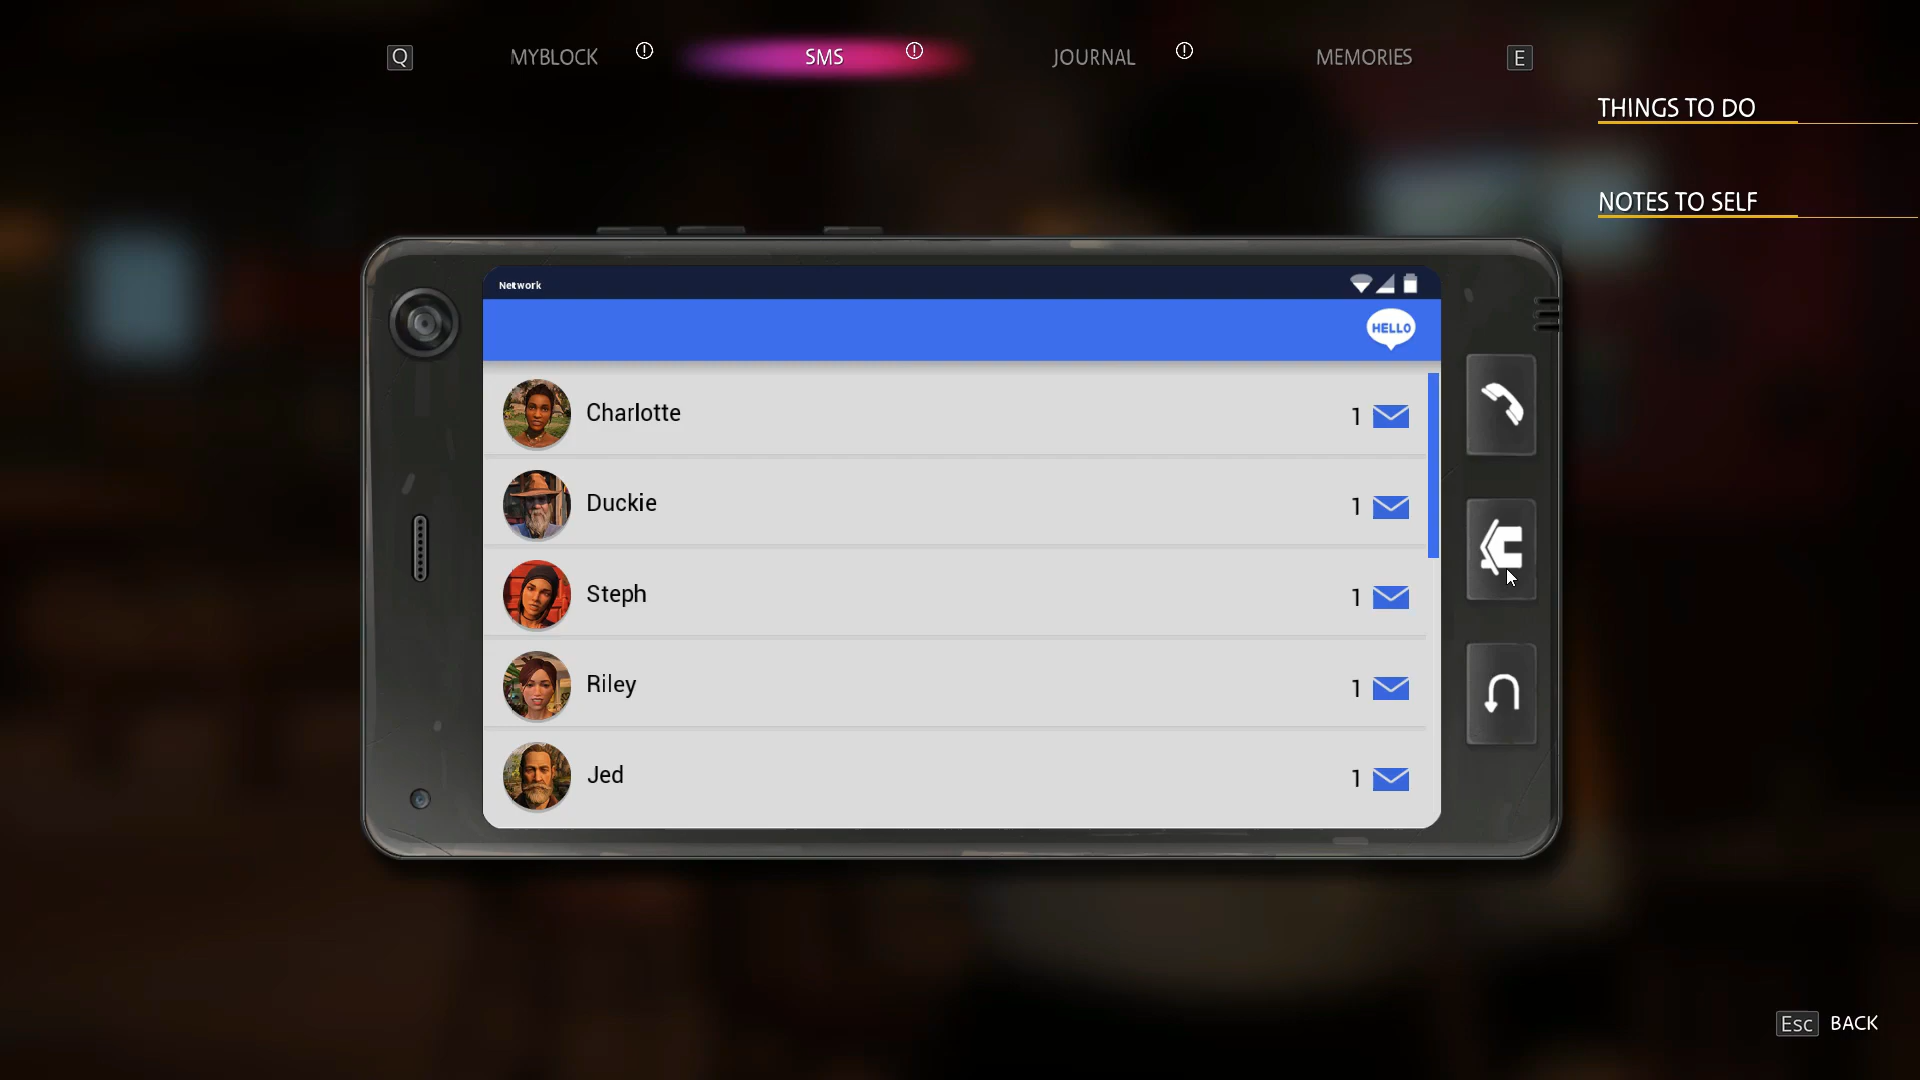 Q
MYBLOCK
SMS
JOURNAL
MEMORIES
E
THINGS TO DO
NOTES TO SELF
Network
HELLO
Charlotte 1
Duckie 1
Steph 1
Riley 1
Jed 1
Esc BACK